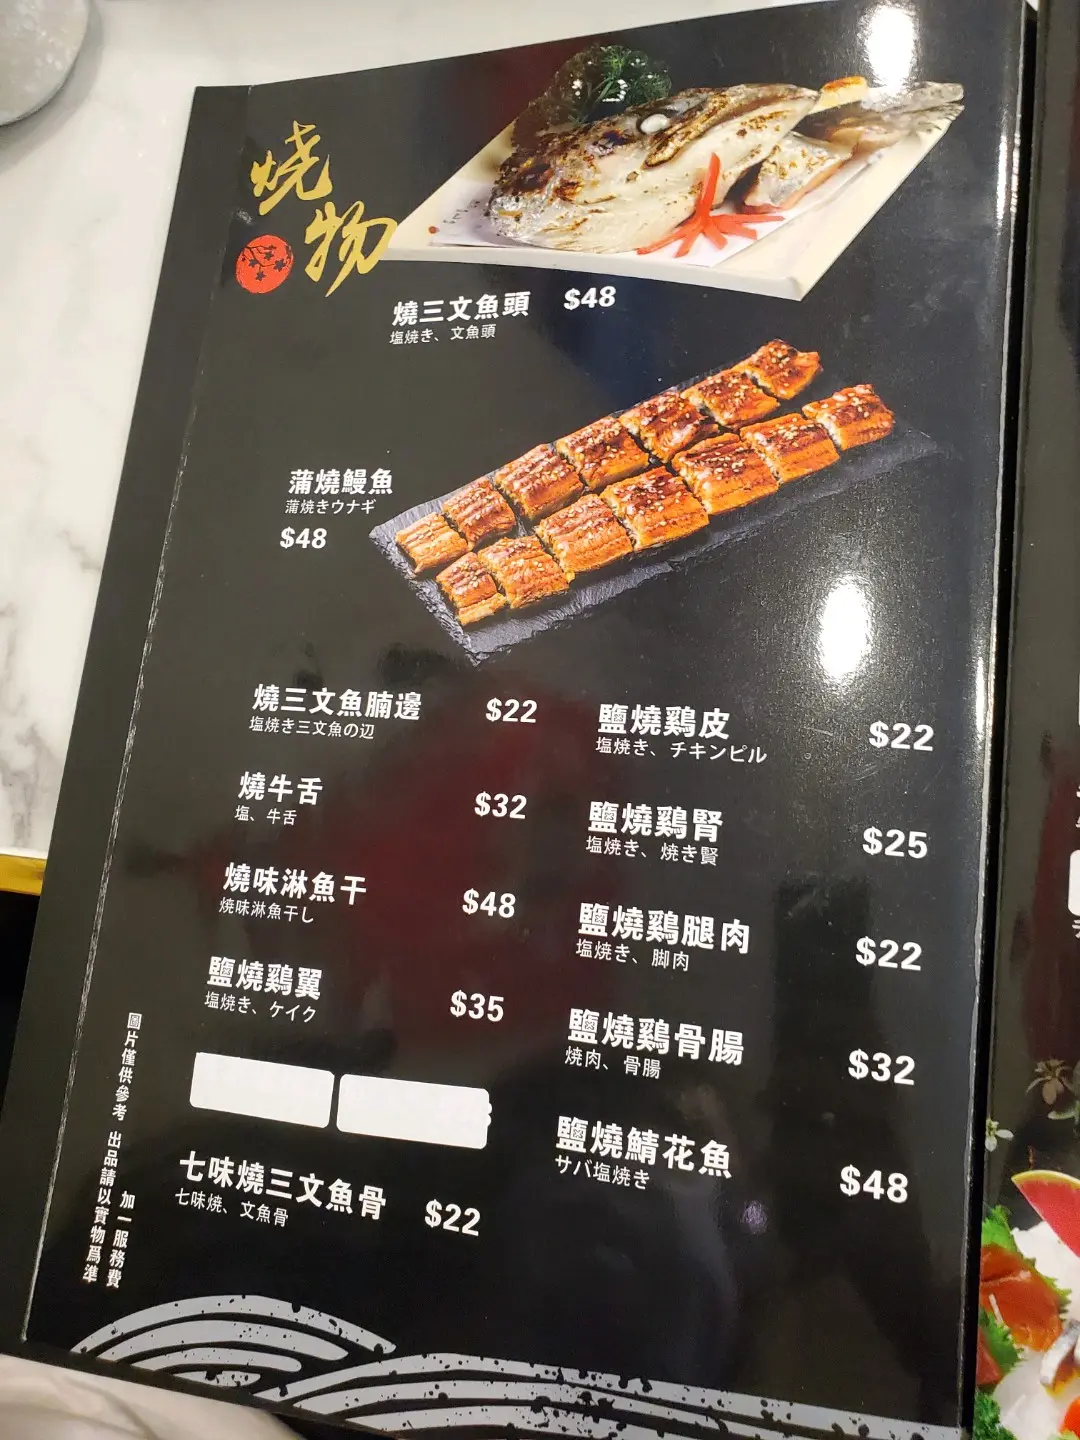 燒物
燒三文魚頭 $48
塩焼き、文魚頭
蒲燒鰻魚
蒲焼きウナギ
$48
燒三文魚腩邊 $22
塩焼き三文魚の辺
燒牛舌 $32
塩、牛舌
燒味淋魚干 $48
焼味淋魚干し
鹽燒鷄翼 $35
塩焼き、ケイク
七味燒三文魚骨 $22
七味焼、文魚骨
鹽燒鷄皮 $22
塩焼き、チキンピル
鹽燒鷄腎 $25
塩焼き、焼き賢
鹽燒鷄腿肉 $22
塩焼き、脚肉
鹽燒鷄骨腸 $32
焼肉、骨腸
鹽燒鯖花魚 $48
サバ塩焼き
圖片僅供參考 出品請以實物爲準
加一服務費